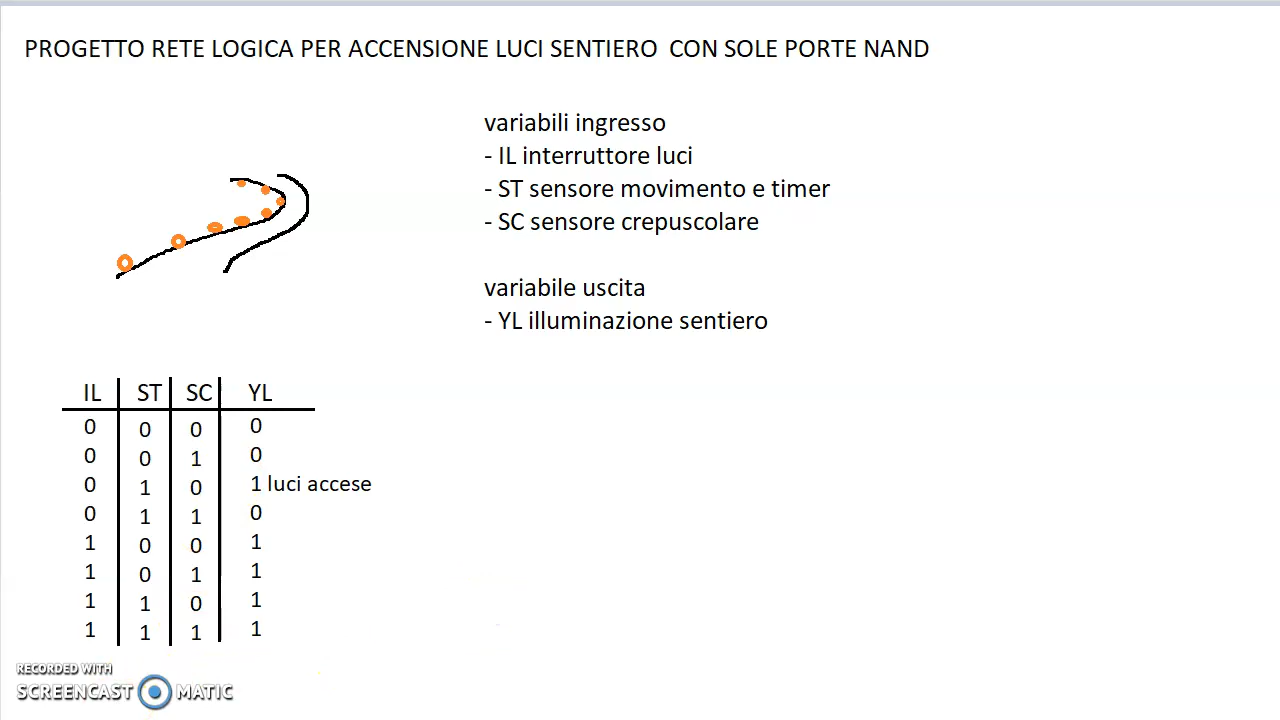 PROGETTO RETE LOGICA PER ACCENSIONE LUCI SENTIERO CON SOLE PORTE NAND
variabili ingresso
- IL interruttore luci
- ST sensore movimento e timer
- SC sensore crepuscolare
variabile uscita
- YL illuminazione sentiero
IL ST SC YL
0 0 0 0
0 0 1 0
0 1 0 1 luci accese
0 1 1 0
1 0 0 1
1 0 1 1
1 1 0 1
1 1 1 1
RECORDED WITH
SCREENCAST MATIC